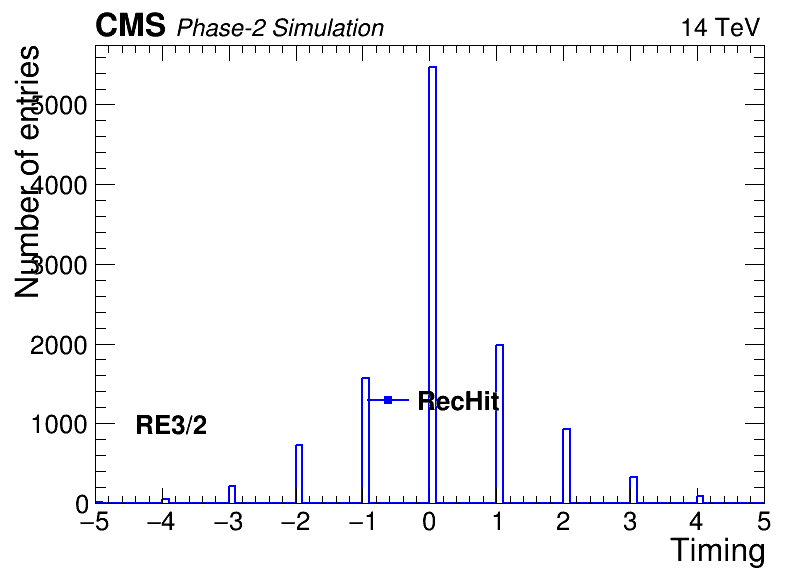 CMS Phase-2 Simulation 14 TeV
Number of entries
5000
4000
3000
2000
1000
0
RecHit
RE3/2
−5 −4 −3 −2 −1 0 1 2 3 4 5
Timing